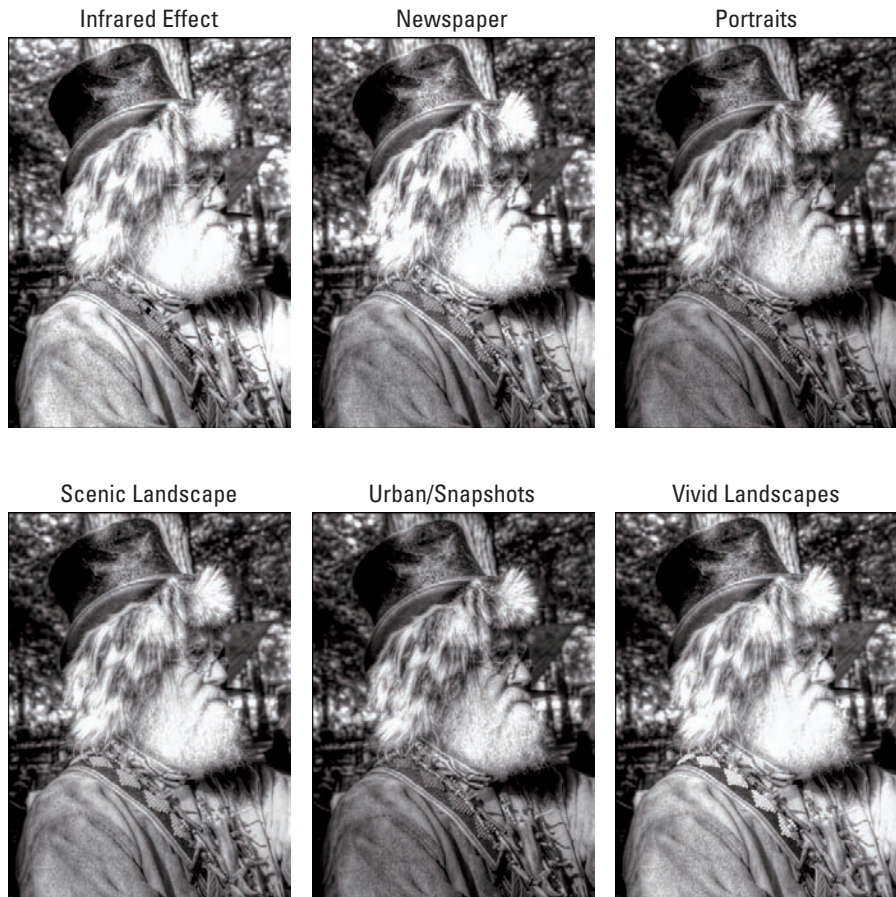 Infrared Effect
Newspaper
Portraits
Scenic Landscape
Urban/Snapshots
Vivid Landscapes